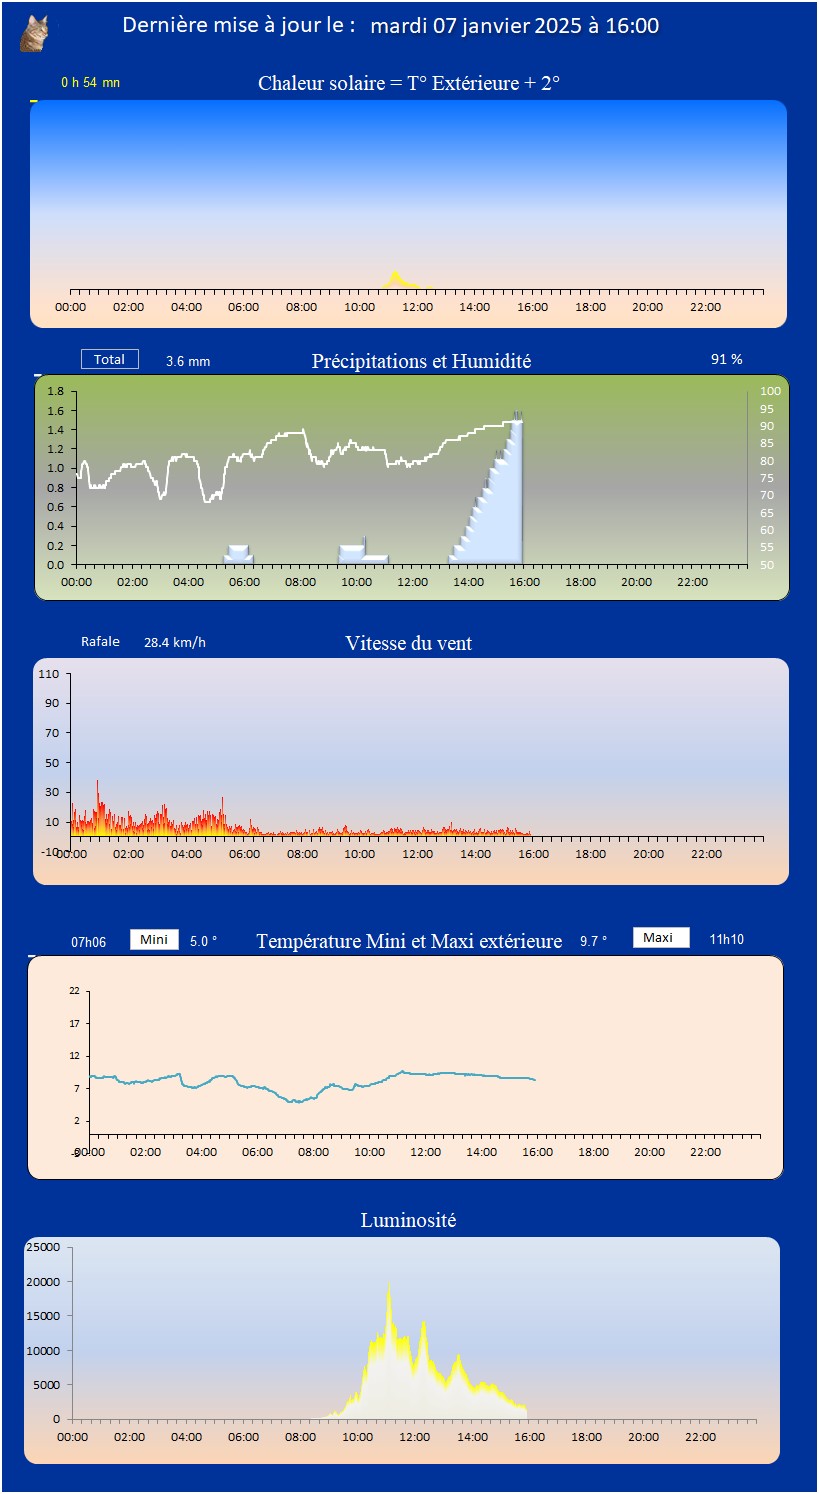 Dernière mise à jour le : mardi 07 janvier 2025 à 16:00
0 h 54 mn
Chaleur solaire = T° Extérieure + 2°
00:00 02:00 04:00 06:00 08:00 10:00 12:00 14:00 16:00 18:00 20:00 22:00
Total 3.6 mm Précipitations et Humidité 91 %
1.8 100
1.6 95
1.4 90
1.2 85
1.0 80
0.8 75
0.6 70
0.4 65
0.2 60
0.0 55
50
00:00 02:00 04:00 06:00 08:00 10:00 12:00 14:00 16:00 18:00 20:00 22:00
Rafale 28.4 km/h Vitesse du vent
110
90
70
50
30
10
-10
00:00 02:00 04:00 06:00 08:00 10:00 12:00 14:00 16:00 18:00 20:00 22:00
07h06 Mini 5.0 ° Température Mini et Maxi extérieure 9.7 ° Maxi 11h10
22
17
12
7
2
-3
00:00 02:00 04:00 06:00 08:00 10:00 12:00 14:00 16:00 18:00 20:00 22:00
Luminosité
25000
20000
15000
10000
5000
0
00:00 02:00 04:00 06:00 08:00 10:00 12:00 14:00 16:00 18:00 20:00 22:00